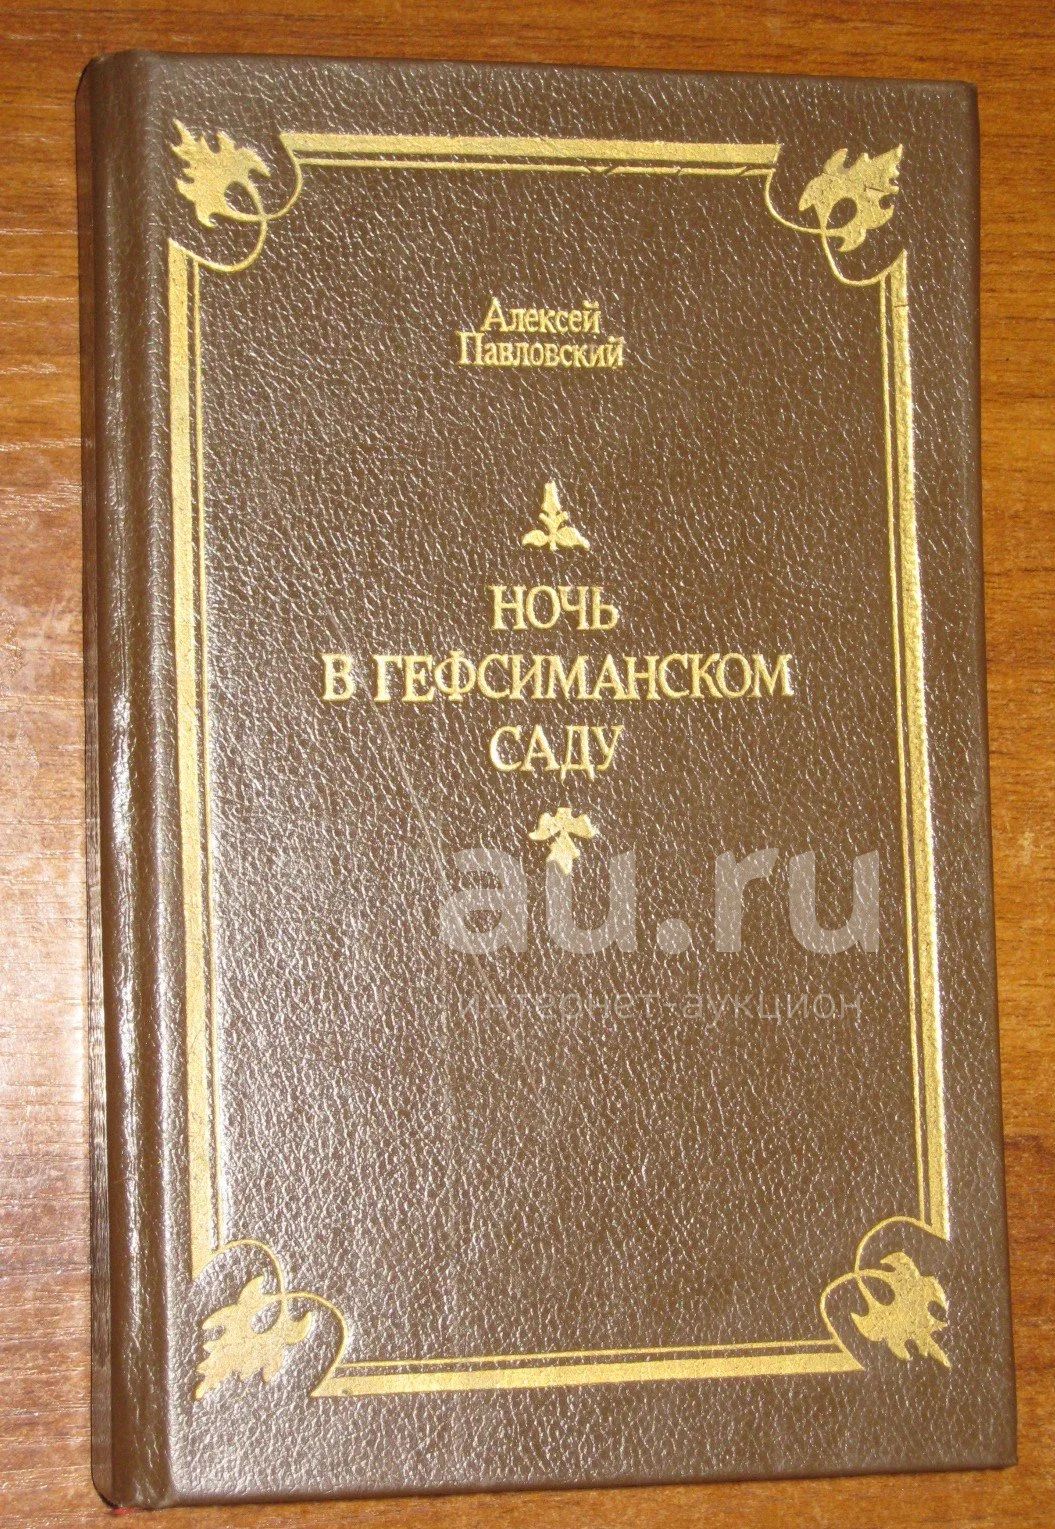 Алексей
Павловский
НОЧЬ
В ГЕФСИМАНСКОМ
САДУ
au.ru
интернет-аукцион